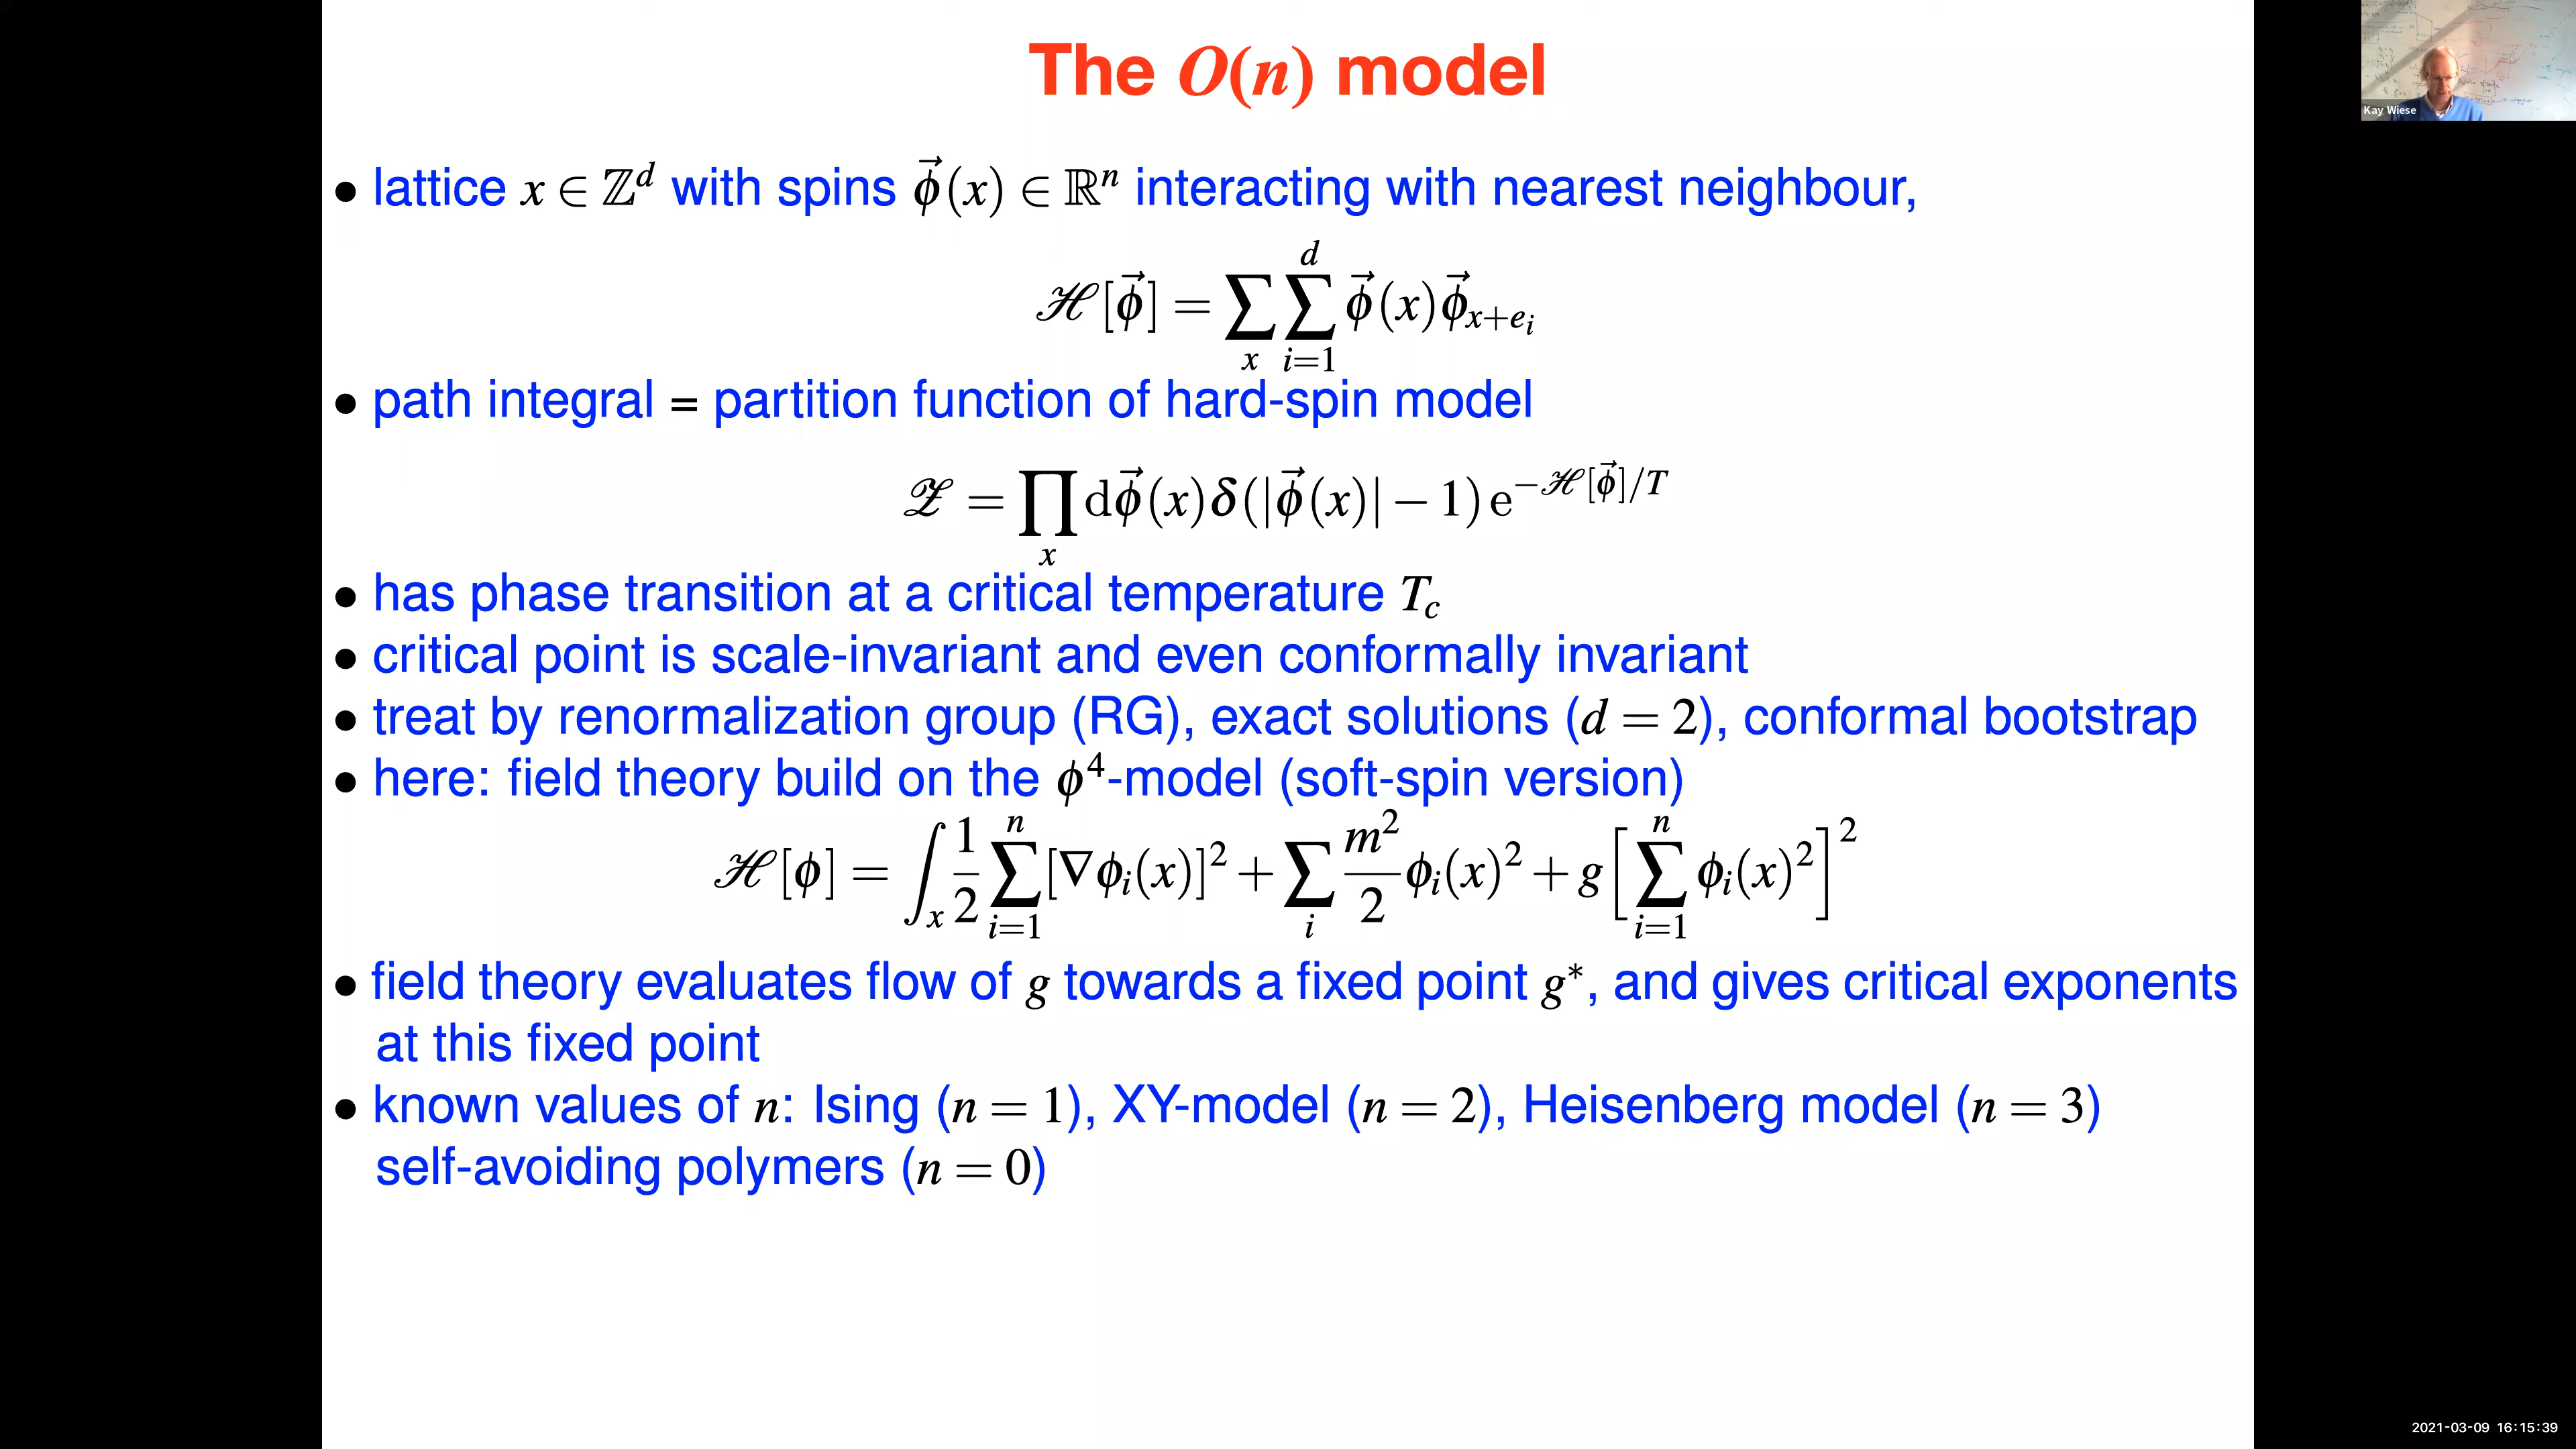 The O(n) model
Kay Wiese
• lattice x ∈ ℤ^d with spins ϕ⃗(x) ∈ ℝ^n interacting with nearest neighbour,
ℋ[ϕ⃗] = ∑_x ∑_{i=1}^d ϕ⃗(x)ϕ⃗_{x+e_i}
• path integral = partition function of hard-spin model
𝒵 = ∏_x dϕ⃗(x)δ(|ϕ⃗(x)| − 1) e^{−ℋ[ϕ⃗]/T}
• has phase transition at a critical temperature T_c
• critical point is scale-invariant and even conformally invariant
• treat by renormalization group (RG), exact solutions (d = 2), conformal bootstrap
• here: field theory build on the ϕ^4-model (soft-spin version)
ℋ[ϕ] = ∫_x 1/2 ∑_{i=1}^n [∇ϕ_i(x)]^2 + ∑_i m^2/2 ϕ_i(x)^2 + g[∑_{i=1}^n ϕ_i(x)^2]^2
• field theory evaluates flow of g towards a fixed point g*, and gives critical exponents
at this fixed point
• known values of n: Ising (n = 1), XY-model (n = 2), Heisenberg model (n = 3)
self-avoiding polymers (n = 0)
2021-03-09 16:15:39